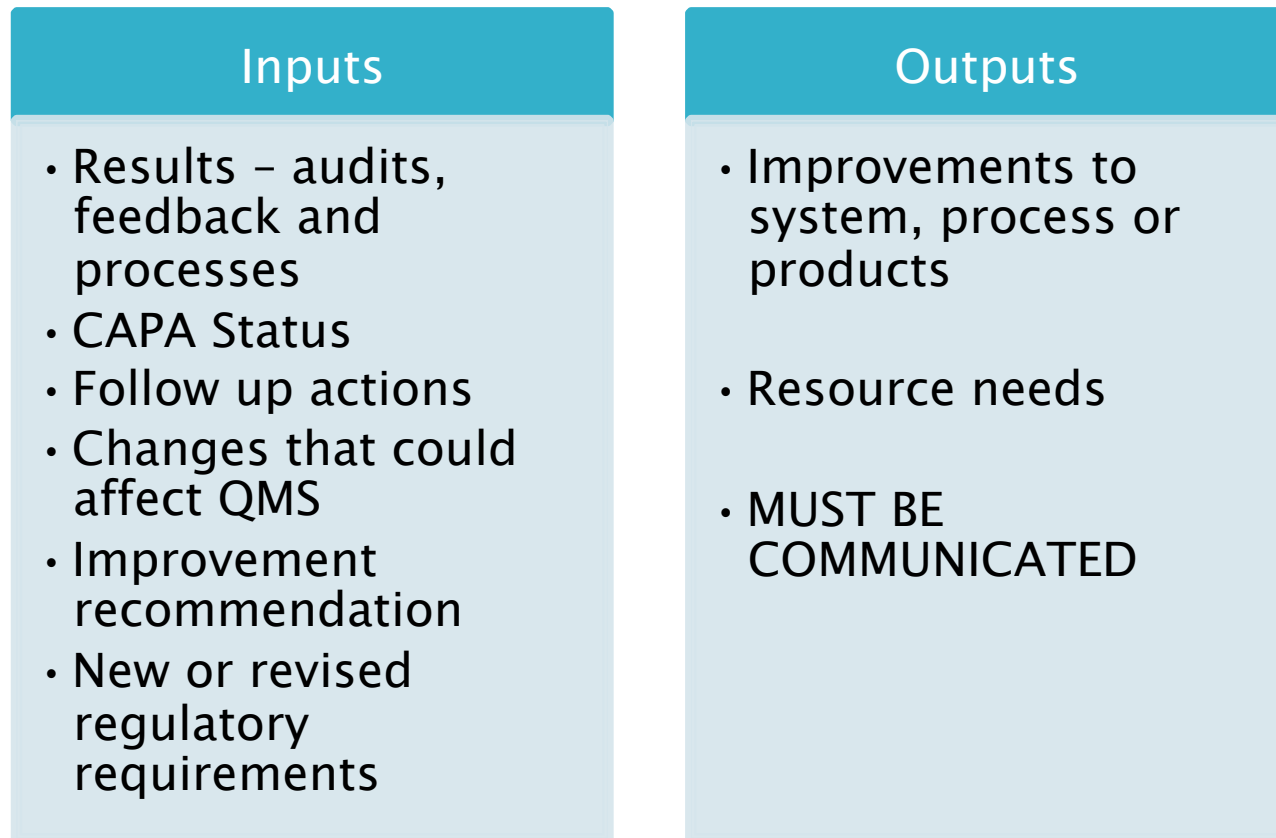 Inputs
• Results – audits,
feedback and
processes
• CAPA Status
• Follow up actions
• Changes that could
affect QMS
• Improvement
recommendation
• New or revised
regulatory
requirements
Outputs
• Improvements to
system, process or
products
• Resource needs
• MUST BE
COMMUNICATED